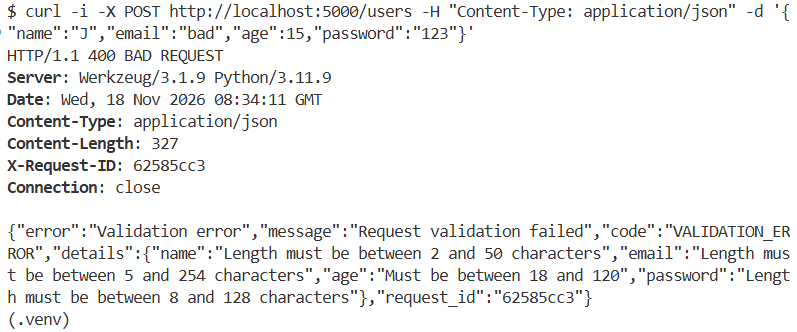 $ curl -i -X POST http://localhost:5000/users -H "Content-Type: application/json" -d '{
"name":"J","email":"bad","age":15,"password":"123"}'
HTTP/1.1 400 BAD REQUEST
Server: Werkzeug/3.1.9 Python/3.11.9
Date: Wed, 18 Nov 2026 08:34:11 GMT
Content-Type: application/json
Content-Length: 327
X-Request-ID: 62585cc3
Connection: close

{"error":"Validation error","message":"Request validation failed","code":"VALIDATION_ER
ROR","details":{"name":"Length must be between 2 and 50 characters","email":"Length mus
t be between 5 and 254 characters","age":"Must be between 18 and 120","password":"Lengt
h must be between 8 and 128 characters"},"request_id":"62585cc3"}
(.venv)